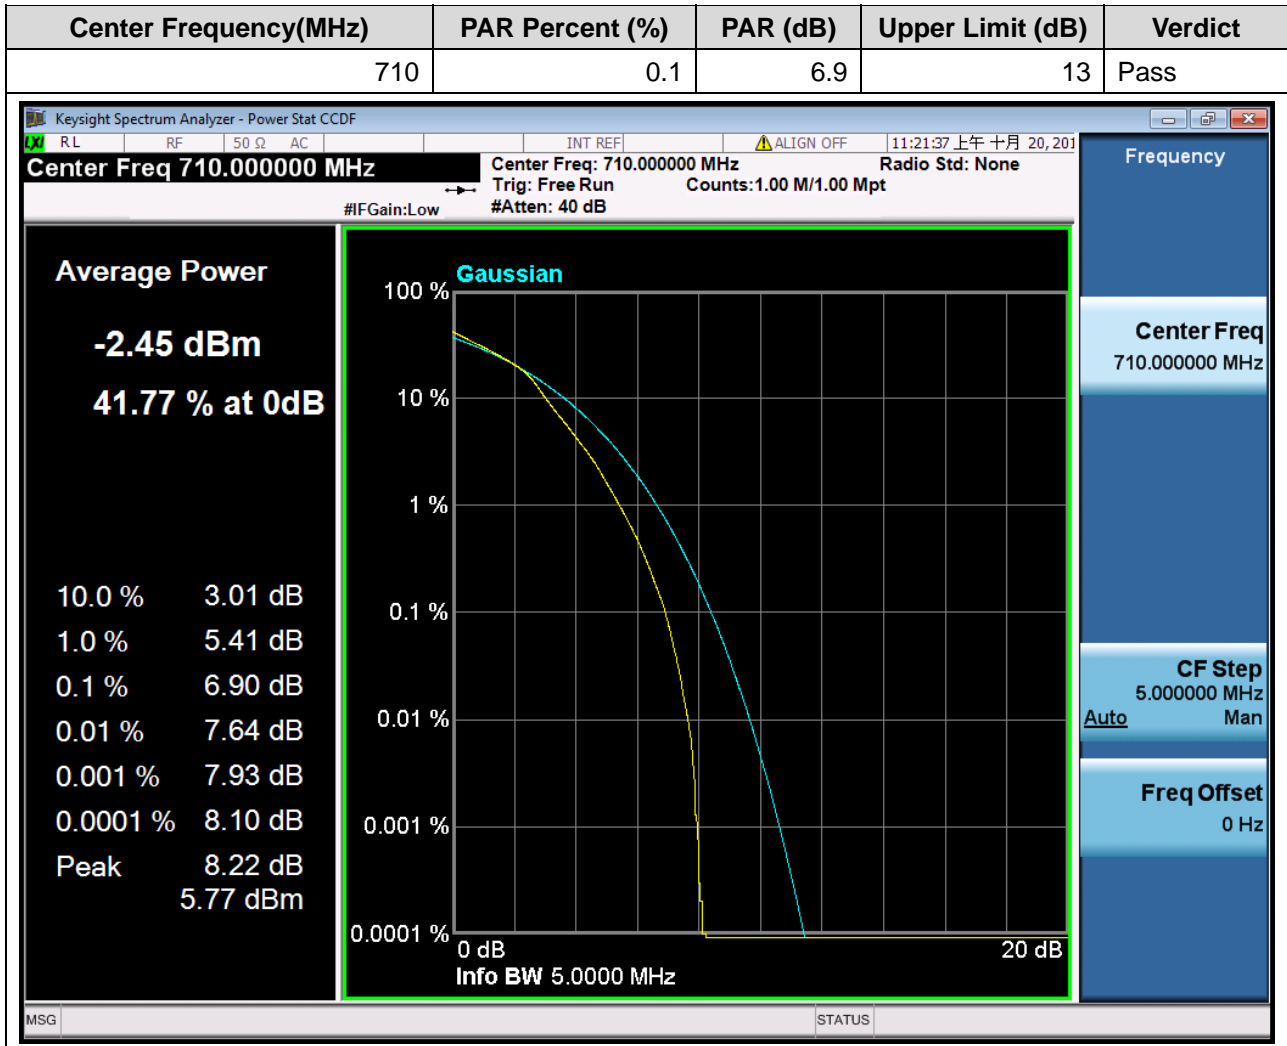 Center Frequency(MHz) PAR Percent (%) PAR (dB) Upper Limit (dB) Verdict
710 0.1 6.9 13 Pass
Keysight Spectrum Analyzer - Power Stat CCDF
LXI RL RF 50 Ω AC INT REF ALIGN OFF 11:21:37 上午 十月 20, 201
Center Freq 710.000000 MHz
Center Freq: 710.000000 MHz Radio Std: None
Trig: Free Run Counts:1.00 M/1.00 Mpt
#IFGain:Low #Atten: 40 dB
Frequency
Average Power
-2.45 dBm
41.77 % at 0dB
10.0 % 3.01 dB
1.0 % 5.41 dB
0.1 % 6.90 dB
0.01 % 7.64 dB
0.001 % 7.93 dB
0.0001 % 8.10 dB
Peak 8.22 dB
5.77 dBm
Gaussian
100 %
10 %
1 %
0.1 %
0.01 %
0.001 %
0.0001 %
0 dB 20 dB
Info BW 5.0000 MHz
Center Freq
710.000000 MHz
CF Step
5.000000 MHz
Auto Man
Freq Offset
0 Hz
MSG STATUS